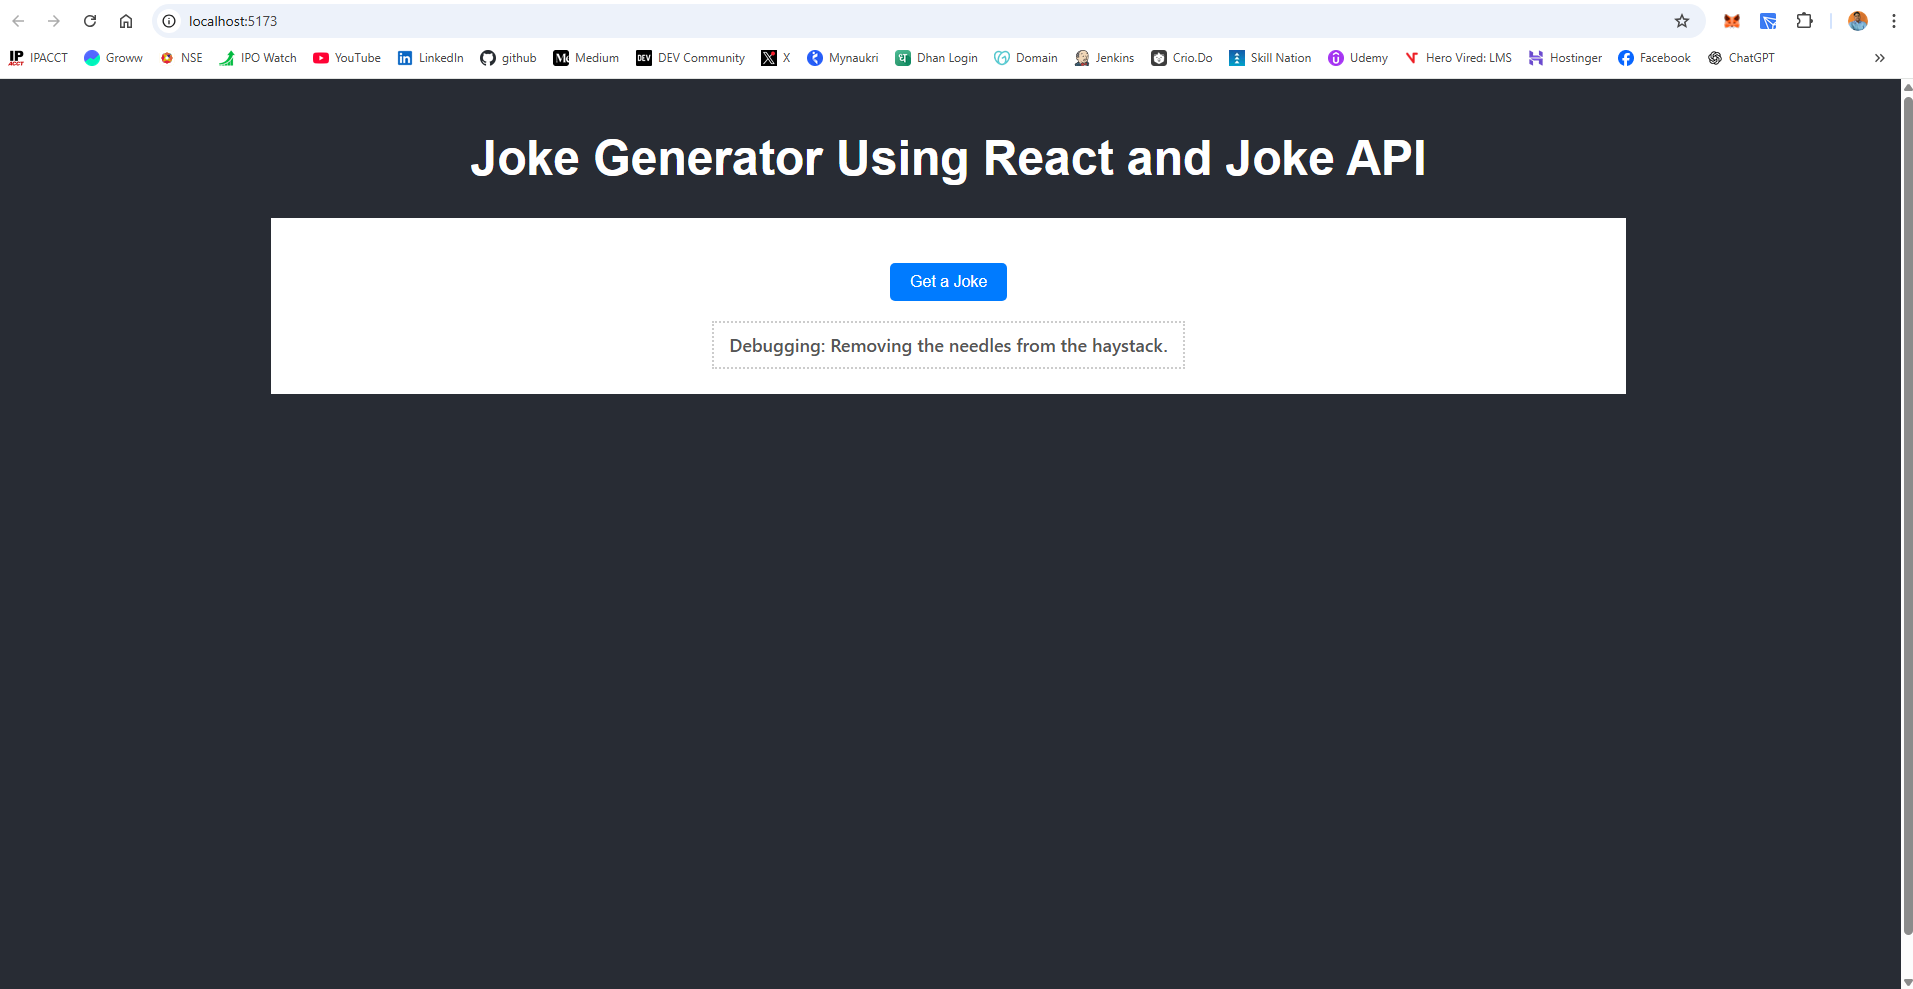 localhost:5173
IPACCT Groww NSE IPO Watch YouTube LinkedIn github Medium DEV DEV Community X Mynaukri Dhan Login Domain Jenkins Crio.Do Skill Nation Udemy Hero Vired: LMS Hostinger Facebook ChatGPT
Joke Generator Using React and Joke API
Get a Joke
Debugging: Removing the needles from the haystack.